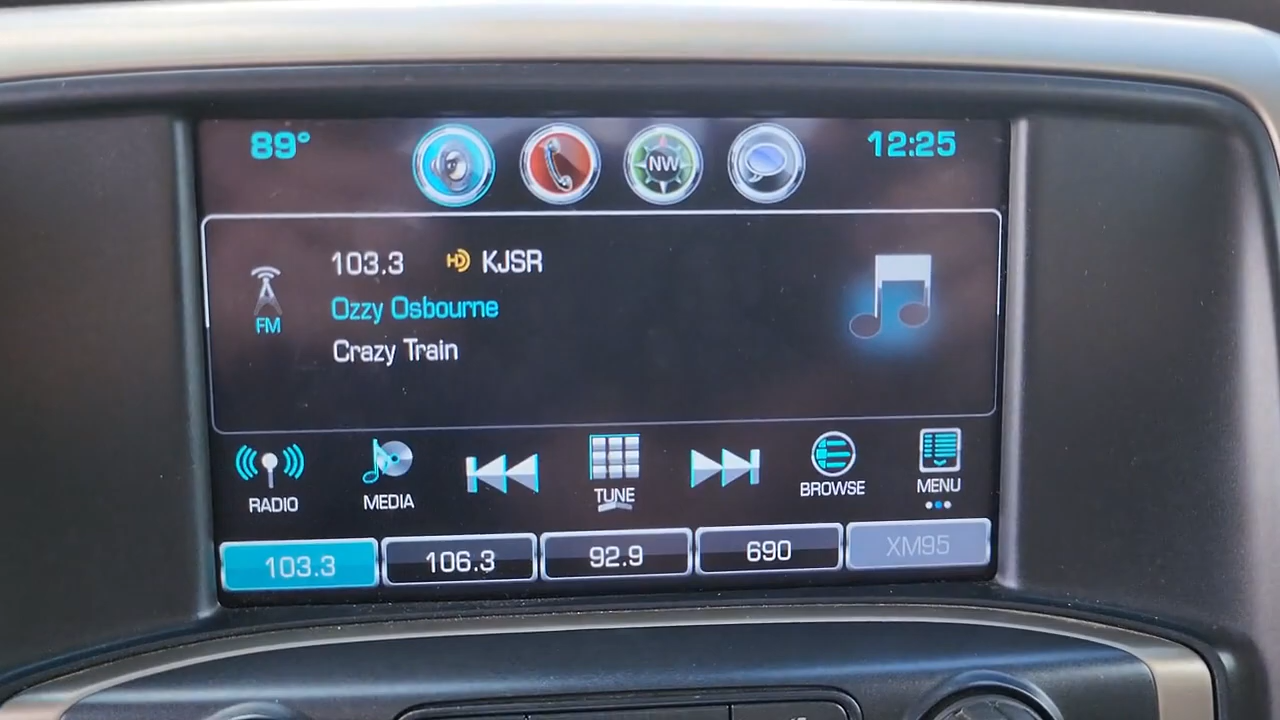 89° NW 12:25
103.3 HD KJSR
Ozzy Osbourne
FM
Crazy Train
RADIO MEDIA TUNE BROWSE MENU
103.3 106.3 92.9 690 XM95